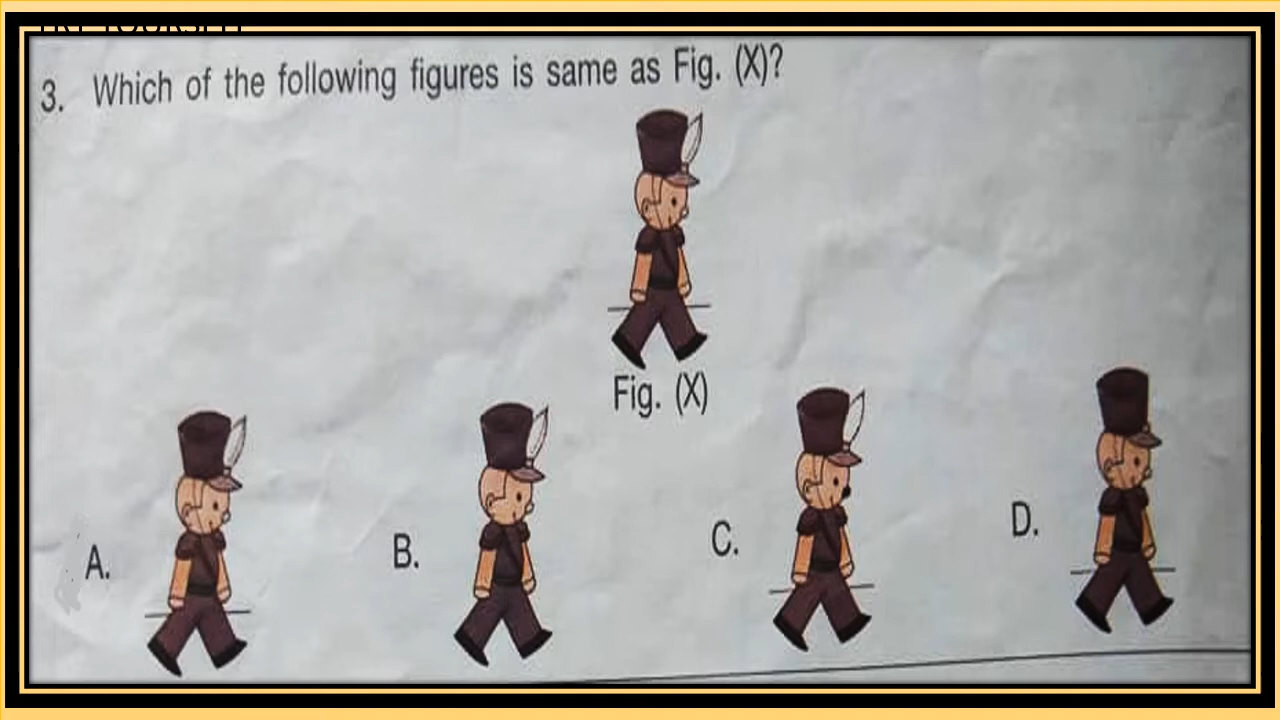 3. Which of the following figures is same as Fig. (X)?
Fig. (X)
A.
B.
C.
D.